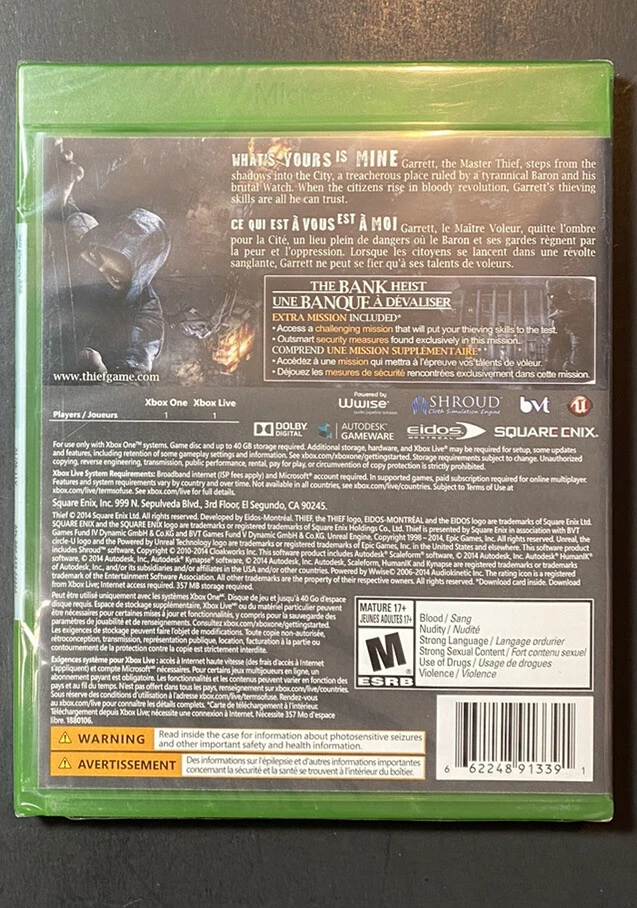 WHAT'S YOURS IS MINE Garrett, the Master Thief, steps from the
shadows into the City, a treacherous place ruled by a tyrannical Baron and his
brutal Watch. When the citizens rise in bloody revolution, Garrett's thieving
skills are all he can trust.
CE QUI EST À VOUS EST À MOI Garrett, le Maître Voleur, quitte l'ombre
pour la Cité, un lieu plein de dangers où le Baron et ses gardes règnent par
la peur et l'oppression. Lorsque les citoyens se lancent dans une révolte
sanglante, Garrett ne peut se fier qu'à ses talents de voleurs.
THE BANK HEIST
UNE BANQUE À DÉVALISER
EXTRA MISSION INCLUDED*
• Access a challenging mission that will put your thieving skills to the test.
• Outsmart security measures found exclusively in this mission.
COMPREND UNE MISSION SUPPLÉMENTAIRE*
• Accédez à une mission qui mettra à l'épreuve vos talents de voleur.
• Déjouez les mesures de sécurité rencontrées exclusivement dans cette mission.
www.thiefgame.com
Xbox One Xbox Live
Players / Joueurs 1 1
Powered by
Wwise
SHROUD
Cloth Simulation Engine
bvt
DOLBY
DIGITAL
AUTODESK
GAMEWARE
eidos
MONTRÉAL
SQUARE ENIX.
For use only with Xbox One™ systems. Game disc and up to 40 GB storage required. Additional storage, hardware, and Xbox Live® may be required for setup, some updates
and features, including retention of some gameplay settings and information. See xbox.com/xboxone/gettingstarted. Storage requirements subject to change. Unauthorized
copying, reverse engineering, transmission, public performance, rental, pay for play, or circumvention of copy protection is strictly prohibited.
Xbox Live System Requirements: Broadband internet (ISP fees apply) and Microsoft® account required. In supported games, paid subscription required for online multiplayer.
Features and system requirements vary by country and over time. Not available in all countries, see xbox.com/live/countries. Subject to Terms of Use at
xbox.com/live/termsofuse. See xbox.com/live for full details.
Square Enix, Inc. 999 N. Sepulveda Blvd., 3rd Floor, El Segundo, CA 90245.
Thief © 2014 Square Enix Ltd. All rights reserved. Developed by Eidos-Montréal. THIEF, the THIEF logo, EIDOS-MONTRÉAL and the EIDOS logo are trademarks of Square Enix Ltd.
SQUARE ENIX and the SQUARE ENIX logo are trademarks or registered trademarks of Square Enix Holdings Co., Ltd. Thief is presented by Square Enix in association with BVT
Games Fund IV Dynamic GmbH & Co.KG and BVT Games Fund V Dynamic GmbH & Co.KG. Unreal Engine, Copyright 1998 – 2014, Epic Games, Inc. All rights reserved. Unreal, the
circle-U logo and the Powered by Unreal Technology logo are trademarks or registered trademarks of Epic Games, Inc. in the United States and elsewhere. This software product
includes Shroud™ software, Copyright © 2010-2014 Cloakworks Inc. This software product includes Autodesk® Scaleform® software, © 2014 Autodesk, Inc. Autodesk® HumanIK®
software, © 2014 Autodesk, Inc., Autodesk® Kynapse® software, © 2014 Autodesk, Inc. Autodesk, Scaleform, HumanIK and Kynapse are registered trademarks or trademarks
of Autodesk, Inc., and/or its subsidiaries and/or affiliates in the USA and/or other countries. Powered by Wwise © 2006-2014 Audiokinetic Inc. The rating icon is a registered
trademark of the Entertainment Software Association. All other trademarks are the property of their respective owners. All rights reserved. *Download card inside. Download
from Xbox Live; Internet access required. 357 MB storage required.
Peut être utilisé uniquement avec les systèmes Xbox One™. Disque de jeu et jusqu'à 40 Go d'espace
disque requis. Espace de stockage supplémentaire, Xbox Live® ou du matériel particulier peuvent
être nécessaires pour certaines mises à jour et fonctionnalités, y compris pour la sauvegarde des
paramètres de jouabilité et de renseignements. Consultez xbox.com/xboxone/gettingstarted.
Les exigences de stockage peuvent faire l'objet de modifications. Toute copie non-autorisée,
rétroconception, transmission, représentation publique, location, facturation à la partie ou
contournement de la protection contre la copie est strictement interdite.
Exigences système pour Xbox Live : accès à Internet haute vitesse (des frais d'accès à Internet
s'appliquent) et compte Microsoft® nécessaires. Pour certains jeux multijoueurs en ligne, un
abonnement payant est obligatoire. Les fonctionnalités et les contenus peuvent varier en fonction des
pays et au fil du temps. N'est pas offert dans tous les pays, renseignement sur xbox.com/live/countries.
Sous réserve des conditions d'utilisation à l'adresse xbox.com/live/termsofuse. Rendez-vous
au xbox.com/live pour connaître les détails complets. *Carte de téléchargement à l'intérieur.
Téléchargement depuis Xbox Live; nécessite une connexion à Internet. Nécessite 357 Mo d'espace
libre. 1880106.
MATURE 17+
JEUNES ADULTES 17+
M
ESRB
Blood / Sang
Nudity / Nudité
Strong Language / Langage ordurier
Strong Sexual Content / Fort contenu sexuel
Use of Drugs / Usage de drogues
Violence / Violence
WARNING Read inside the case for information about photosensitive seizures
and other important safety and health information.
AVERTISSEMENT Des informations sur l'épilepsie et d'autres informations importantes
concernant la sécurité et la santé se trouvent à l'intérieur du boîtier.
6 62248 91339 1